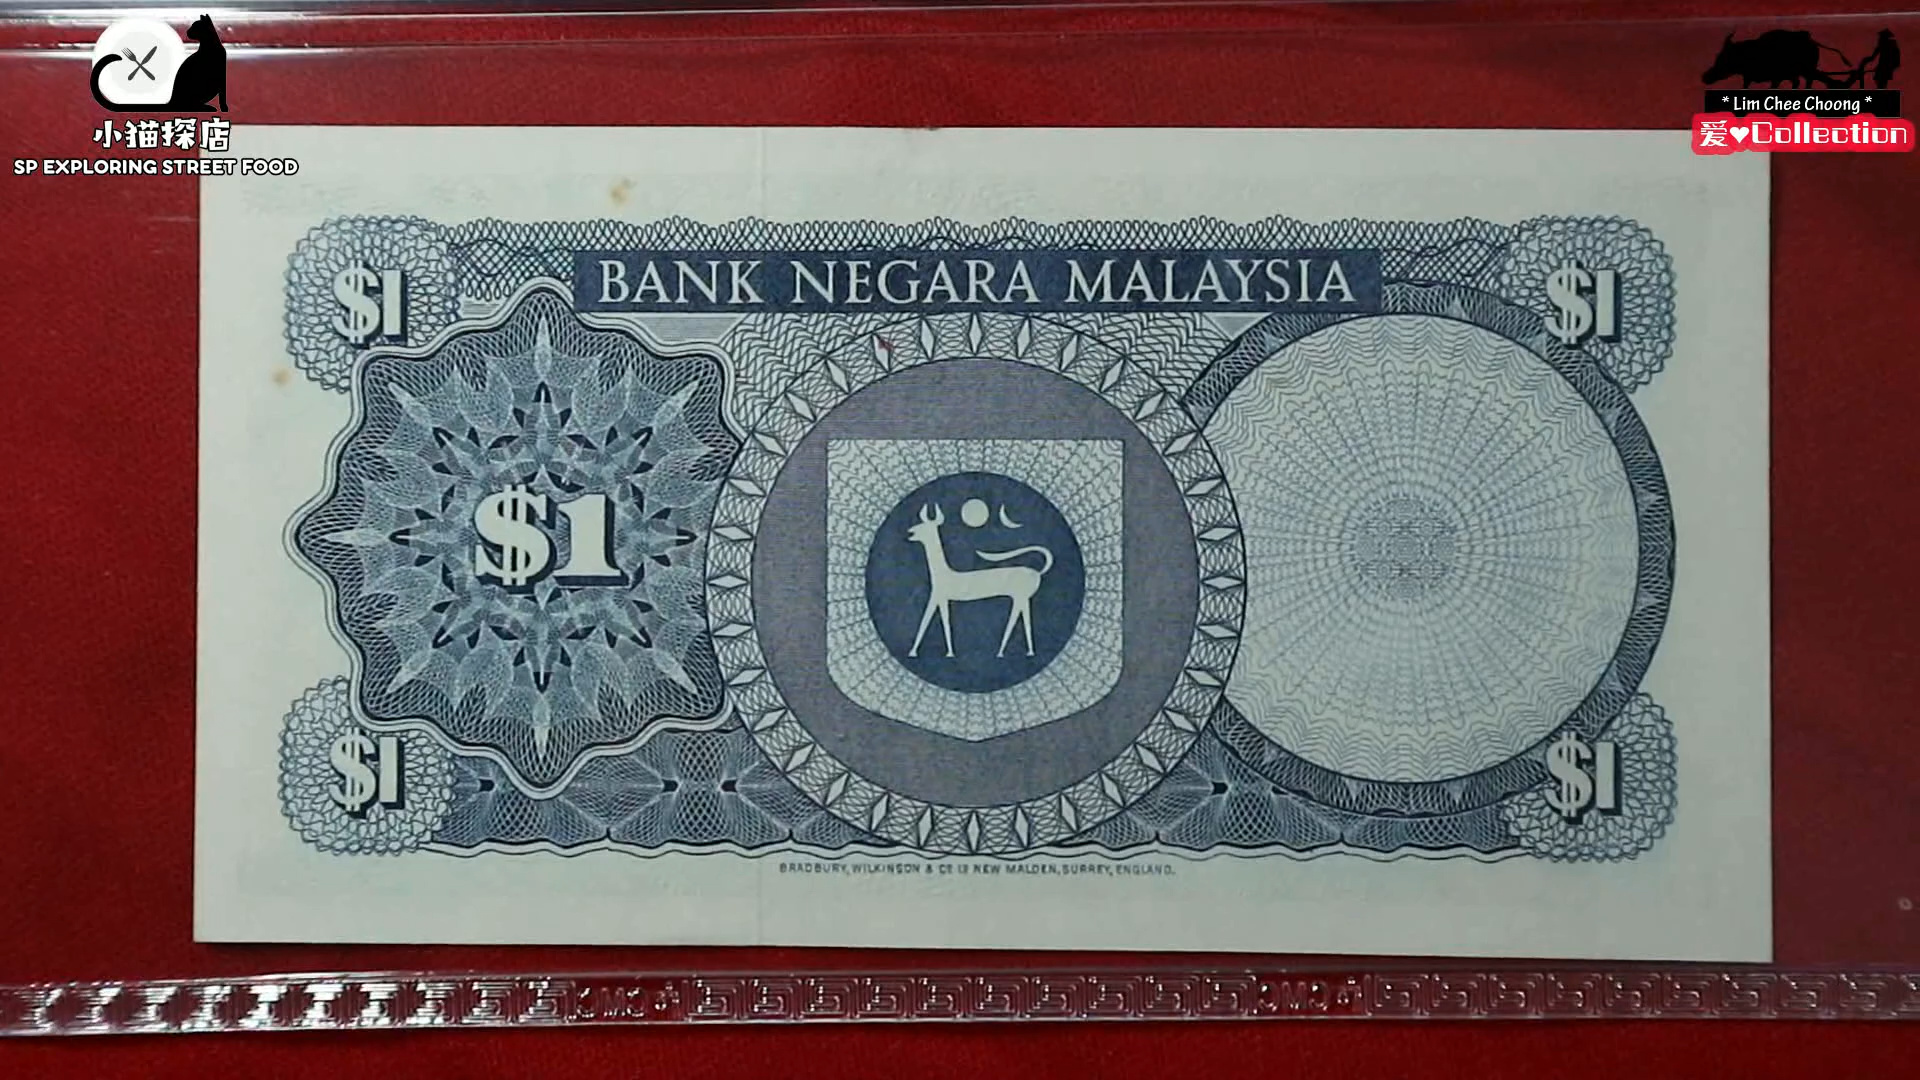 小猫探店
SP EXPLORING STREET FOOD
* Lim Chee Choong *
爱♥Collection
BANK NEGARA MALAYSIA
$1
$1
$1
$1
$1
BRADBURY, WILKINSON & Cº Lº NEW MALDEN, SURREY, ENGLAND.